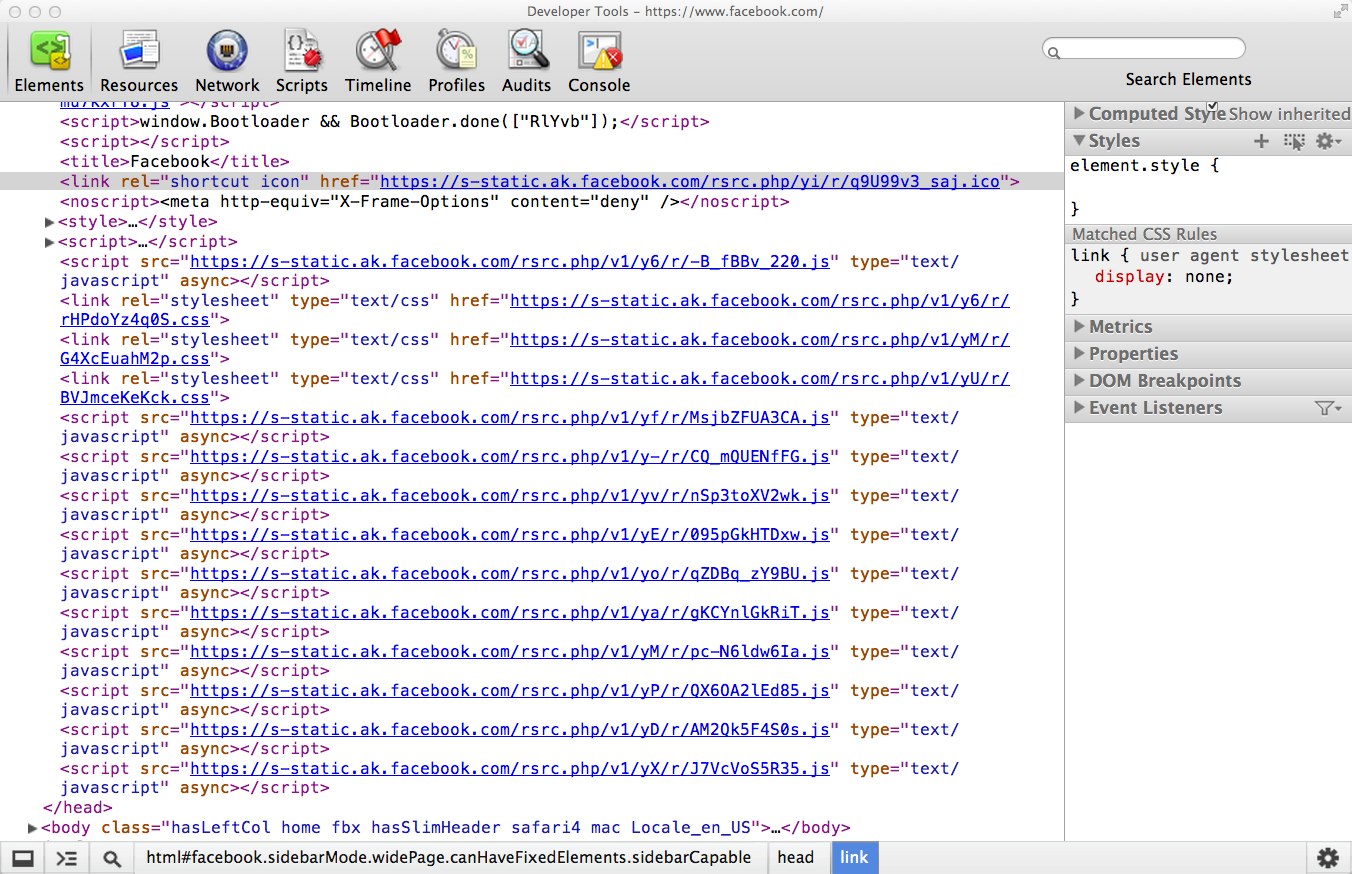 Developer Tools - https://www.facebook.com/
Elements Resources Network Scripts Timeline Profiles Audits Console
Search Elements
<script>window.Bootloader && Bootloader.done(["RlYvb"]);</script>
<script></script>
<title>Facebook</title>
<link rel="shortcut icon" href="https://s-static.ak.facebook.com/rsrc.php/yi/r/q9U99v3_saj.ico">
<noscript><meta http-equiv="X-Frame-Options" content="deny" /></noscript>
<style>…</style>
<script>…</script>
<script src="https://s-static.ak.facebook.com/rsrc.php/v1/y6/r/-B_fBBv_220.js" type="text/
javascript" async></script>
<link rel="stylesheet" type="text/css" href="https://s-static.ak.facebook.com/rsrc.php/v1/y6/r/
rHPdoYz4q0S.css">
<link rel="stylesheet" type="text/css" href="https://s-static.ak.facebook.com/rsrc.php/v1/yM/r/
G4XcEuahM2p.css">
<link rel="stylesheet" type="text/css" href="https://s-static.ak.facebook.com/rsrc.php/v1/yU/r/
BVJmceKeKck.css">
<script src="https://s-static.ak.facebook.com/rsrc.php/v1/yf/r/MsjbZFUA3CA.js" type="text/
javascript" async></script>
<script src="https://s-static.ak.facebook.com/rsrc.php/v1/y-/r/CQ_mQUENfFG.js" type="text/
javascript" async></script>
<script src="https://s-static.ak.facebook.com/rsrc.php/v1/yv/r/nSp3toXV2wk.js" type="text/
javascript" async></script>
<script src="https://s-static.ak.facebook.com/rsrc.php/v1/yE/r/095pGkHTDxw.js" type="text/
javascript" async></script>
<script src="https://s-static.ak.facebook.com/rsrc.php/v1/yo/r/qZDBq_zY9BU.js" type="text/
javascript" async></script>
<script src="https://s-static.ak.facebook.com/rsrc.php/v1/ya/r/gKCYnlGkRiT.js" type="text/
javascript" async></script>
<script src="https://s-static.ak.facebook.com/rsrc.php/v1/yM/r/pc-N6ldw6Ia.js" type="text/
javascript" async></script>
<script src="https://s-static.ak.facebook.com/rsrc.php/v1/yP/r/QX6OA2lEd85.js" type="text/
javascript" async></script>
<script src="https://s-static.ak.facebook.com/rsrc.php/v1/yD/r/AM2Qk5F4S0s.js" type="text/
javascript" async></script>
<script src="https://s-static.ak.facebook.com/rsrc.php/v1/yX/r/J7VcVoS5R35.js" type="text/
javascript" async></script>
</head>
<body class="hasLeftCol home fbx hasSlimHeader safari4 mac Locale_en_US">…</body>
Computed Style Show inherited
Styles
element.style {
}
Matched CSS Rules
link { user agent stylesheet
display: none;
}
Metrics
Properties
DOM Breakpoints
Event Listeners
html#facebook.sidebarMode.widePage.canHaveFixedElements.sidebarCapable head link